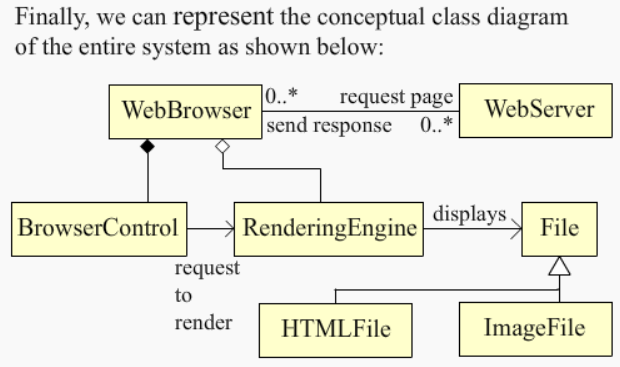 Finally, we can represent the conceptual class diagram
of the entire system as shown below:
WebBrowser
0..* request page
send response 0..*
WebServer
BrowserControl
request
to
render
RenderingEngine
displays
File
HTMLFile
ImageFile